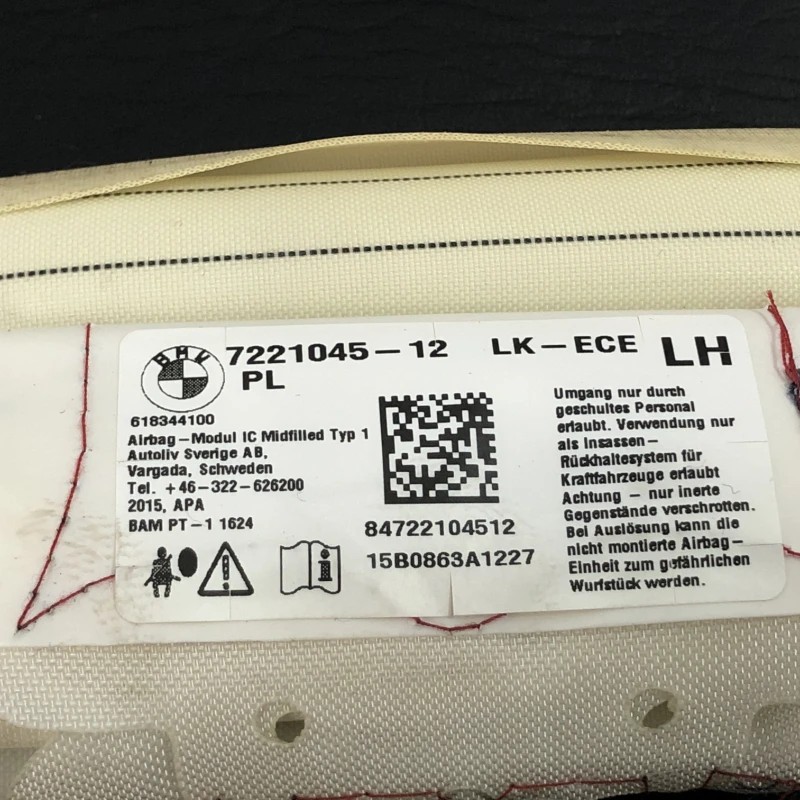 BMW
7221045-12 LK-ECE LH
PL
618344100
Airbag-Modul IC Midfilled Typ 1
Autoliv Sverige AB,
Vargada, Schweden
Tel. +46-322-626200
2015, APA
BAM PT-1 1624
84722104512
15B0863A1227
Umgang nur durch
geschultes Personal
erlaubt. Verwendung nur
als Insassen-
Rückhaltesystem für
Kraftfahrzeuge erlaubt
Achtung - nur inerte
Gegenstände verschrotten.
Bei Auslösung kann die
nicht montierte Airbag-
Einheit zum gefährlichen
Wurfstück werden.